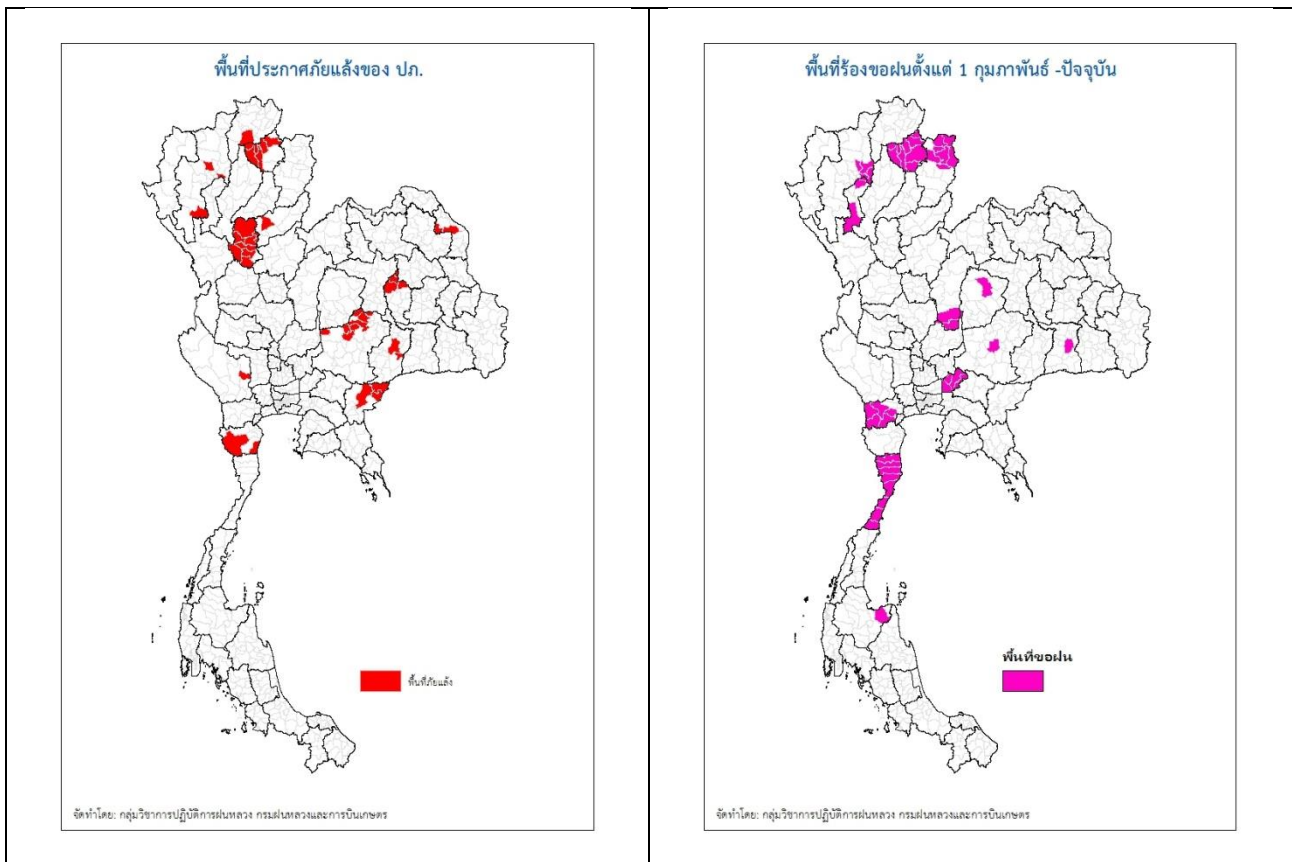 พื้นที่ประกาศภัยแล้งของ ปภ.
พื้นที่ภัยแล้ง
จัดทำโดย: กลุ่มวิชาการปฏิบัติการฝนหลวง กรมฝนหลวงและการบินเกษตร
พื้นที่ร้องขอฝนตั้งแต่ 1 กุมภาพันธ์ -ปัจจุบัน
พื้นที่ขอฝน
จัดทำโดย: กลุ่มวิชาการปฏิบัติการฝนหลวง กรมฝนหลวงและการบินเกษตร